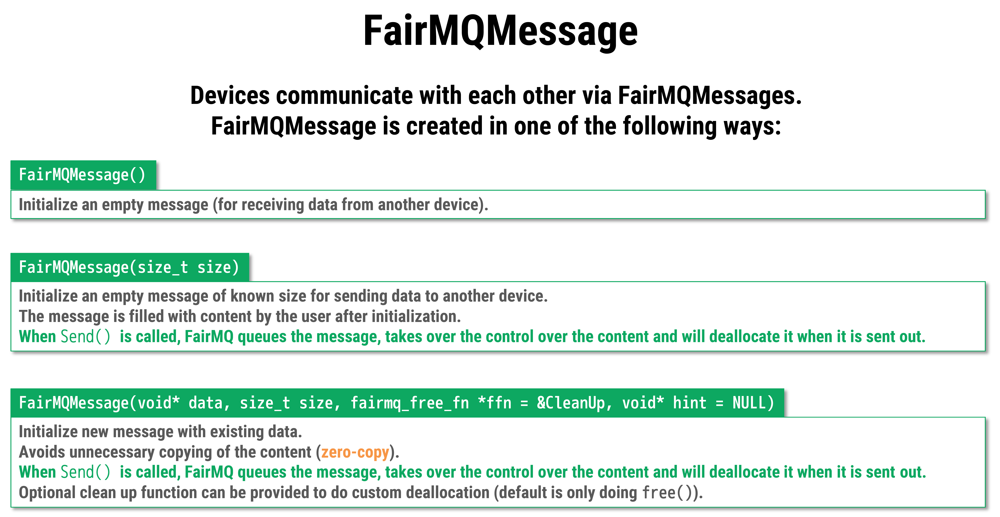 FairMQMessage
Devices communicate with each other via FairMQMessages.
FairMQMessage is created in one of the following ways:
FairMQMessage()
Initialize an empty message (for receiving data from another device).
FairMQMessage(size_t size)
Initialize an empty message of known size for sending data to another device.
The message is filled with content by the user after initialization.
When Send() is called, FairMQ queues the message, takes over the control over the content and will deallocate it when it is sent out.
FairMQMessage(void* data, size_t size, fairmq_free_fn *ffn = &CleanUp, void* hint = NULL)
Initialize new message with existing data.
Avoids unnecessary copying of the content (zero-copy).
When Send() is called, FairMQ queues the message, takes over the control over the content and will deallocate it when it is sent out.
Optional clean up function can be provided to do custom deallocation (default is only doing free()).